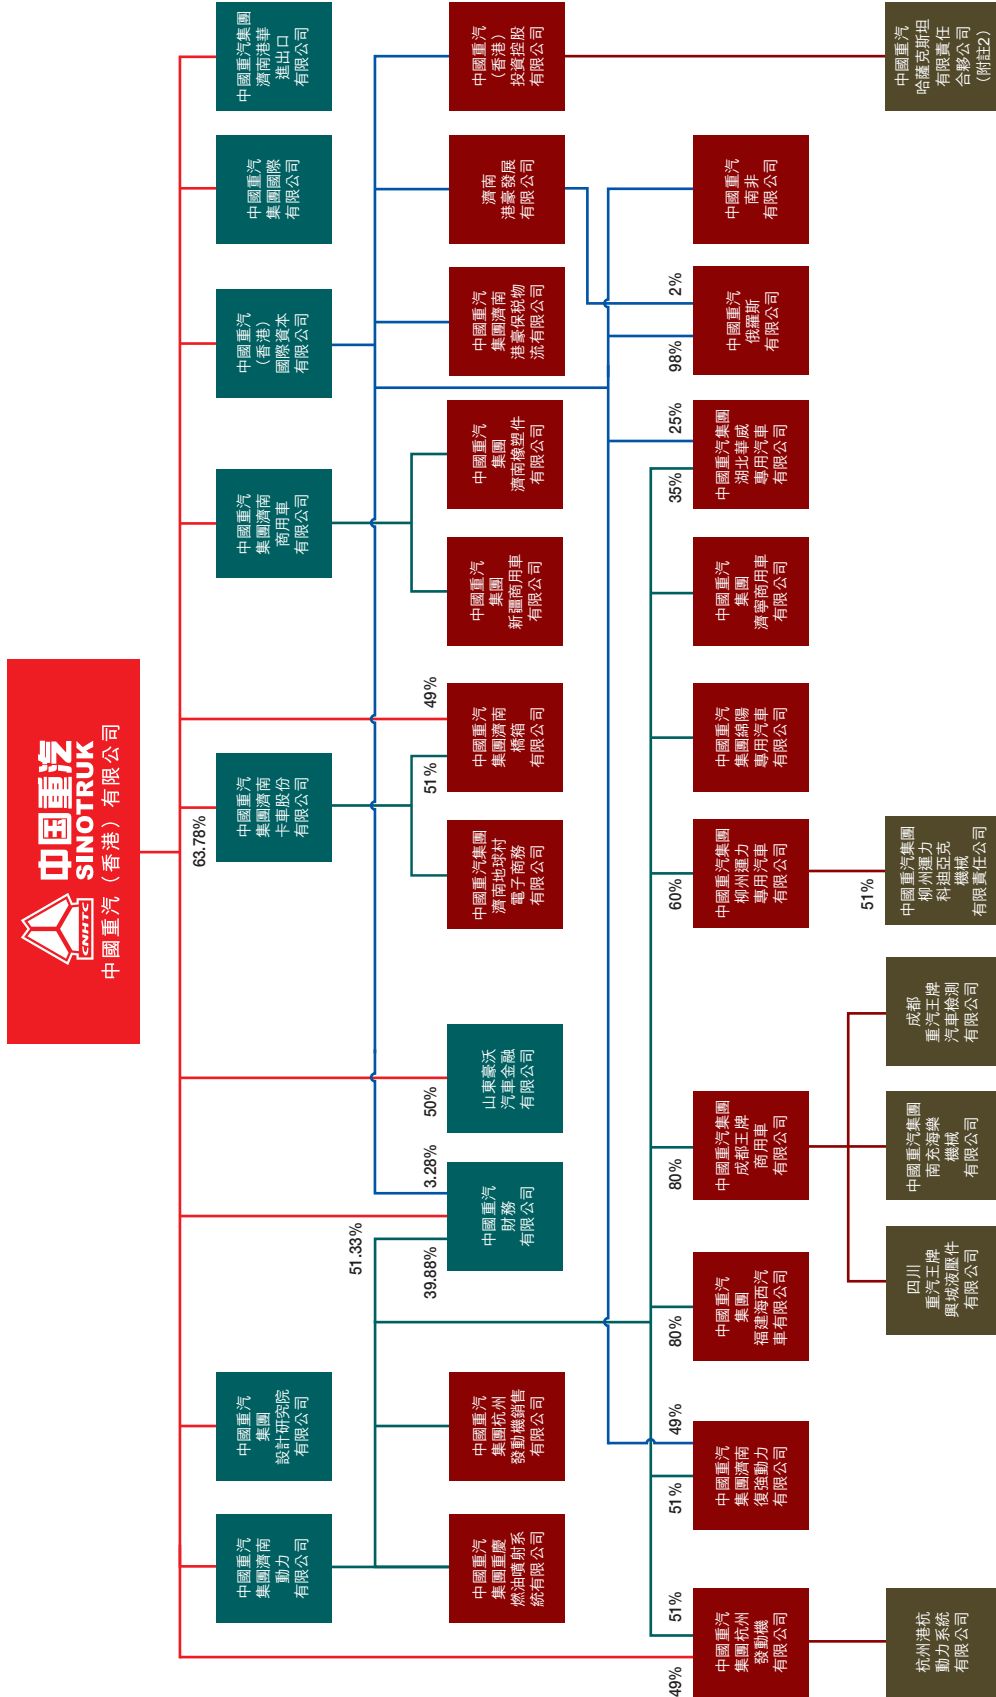 中国重汽
SINOTRUK
CNHTC
中國重汽（香港）有限公司
中國重汽
集團濟南
動力
有限公司
中國重汽
集團
設計研究院
有限公司
63.78%
中國重汽
集團濟南
卡車股份
有限公司
中國重汽
集團濟南
商用車
有限公司
中國重汽
（香港）
國際資本
有限公司
中國重汽
集團國際
有限公司
中國重汽集團
濟南港華
進出口
有限公司
51.33%
39.88%
3.28%
50%
51%
49%
中國重汽
集團重慶
燃油噴射系
統有限公司
中國重汽
集團杭州
發動機銷售
有限公司
中國重汽
財務
有限公司
山東豪沃
汽車金融
有限公司
中國重汽集團
濟南地球村
電子商務
有限公司
中國重汽
集團濟南
橋箱
有限公司
中國重汽
集團
新疆商用車
有限公司
中國重汽
集團
濟南橡塑件
有限公司
中國重汽
集團濟南
港豪保税物
流有限公司
濟南
港豪發展
有限公司
中國重汽
（香港）
投資控股
有限公司
49%
51%
51%
49%
80%
80%
60%
35%
25%
98%
2%
中國重汽
集團杭州
發動機
有限公司
中國重汽
集團濟南
復強動力
有限公司
中國重汽
集團
福建海西汽
車有限公司
中國重汽集團
成都王牌
商用車
有限公司
中國重汽集團
柳州運力
專用汽車
有限公司
中國重汽
集團綿陽
專用汽車
有限公司
中國重汽
集團
濟寧商用車
有限公司
中國重汽集團
湖北華威
專用汽車
有限公司
中國重汽
俄羅斯
有限公司
中國重汽
南非
有限公司
51%
杭州港杭
動力系統
有限公司
四川
重汽王牌
興城液壓件
有限公司
中國重汽集團
南充海樂
機械
有限公司
成都
重汽王牌
汽車檢測
有限公司
中國重汽集團
柳州運力
科迪亞克
機械
有限責任公司
中國重汽
哈薩克斯坦
有限責任
合夥公司
（附註2）